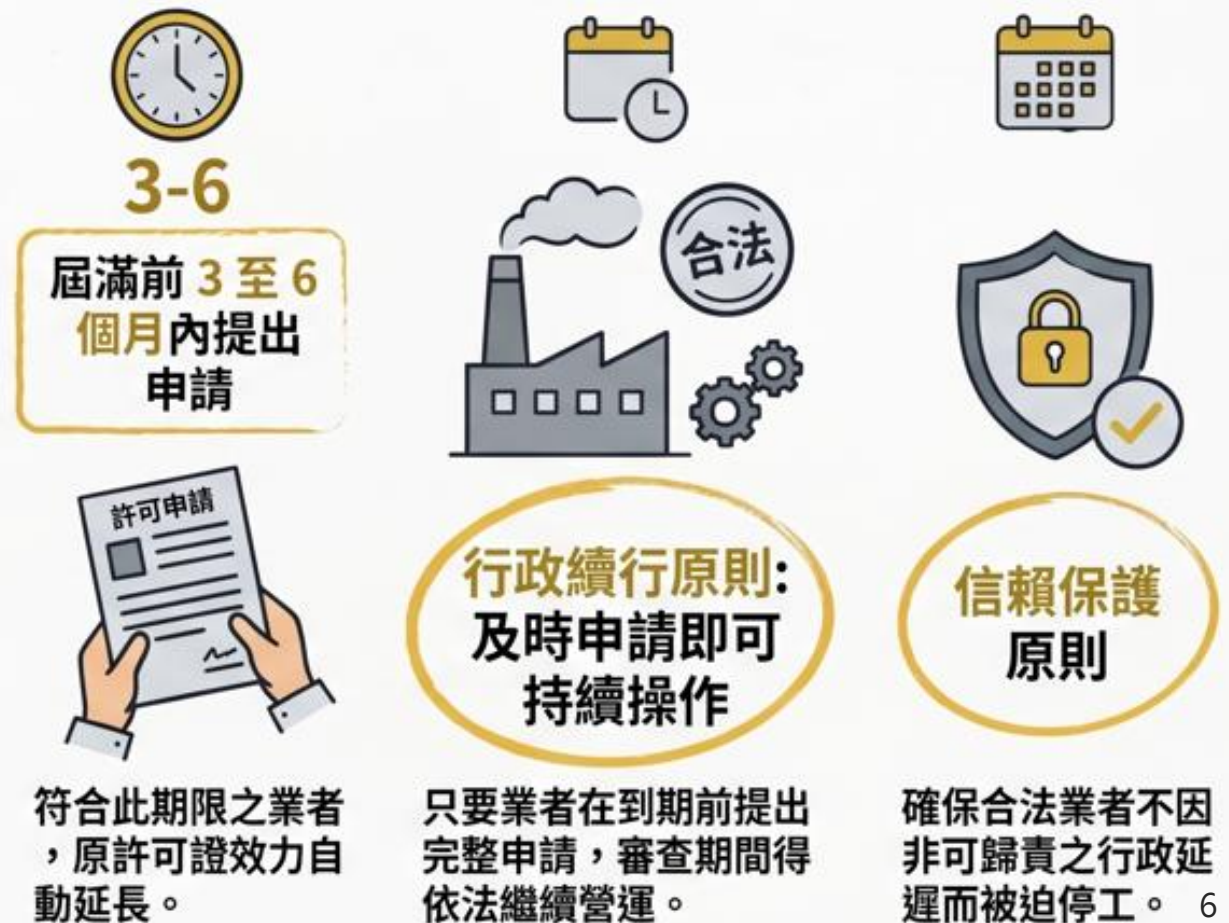 3-6
屆滿前 3 至 6
個月內提出
申請
許可申請
符合此期限之業者
，原許可證效力自
動延長。
合法
行政續行原則:
及時申請即可
持續操作
只要業者在到期前提出
完整申請，審查期間得
依法繼續營運。
信賴保護
原則
確保合法業者不因
非可歸責之行政延
遲而被迫停工。
6